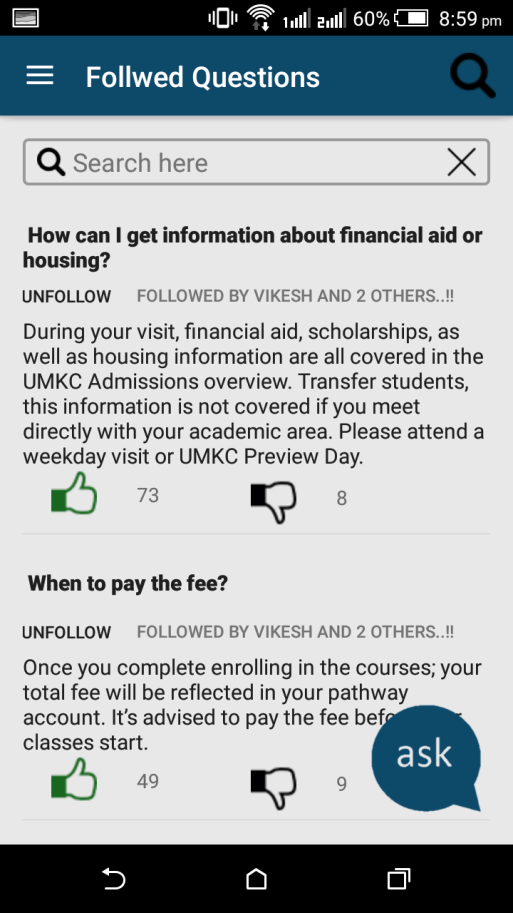 60% 8:59 pm
Follwed Questions
Search here
How can I get information about financial aid or
housing?
UNFOLLOW FOLLOWED BY VIKESH AND 2 OTHERS..!!
During your visit, financial aid, scholarships, as
well as housing information are all covered in the
UMKC Admissions overview. Transfer students,
this information is not covered if you meet
directly with your academic area. Please attend a
weekday visit or UMKC Preview Day.
73 8
When to pay the fee?
UNFOLLOW FOLLOWED BY VIKESH AND 2 OTHERS..!!
Once you complete enrolling in the courses; your
total fee will be reflected in your pathway
account. It's advised to pay the fee
classes start.
ask
49 9